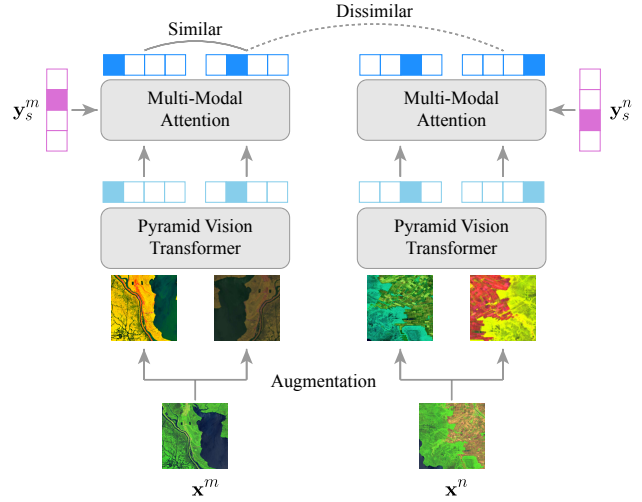 Similar
Dissimilar
y_s^m
Multi-Modal
Attention
Multi-Modal
Attention
y_s^n
Pyramid Vision
Transformer
Pyramid Vision
Transformer
Augmentation
x^m
x^n